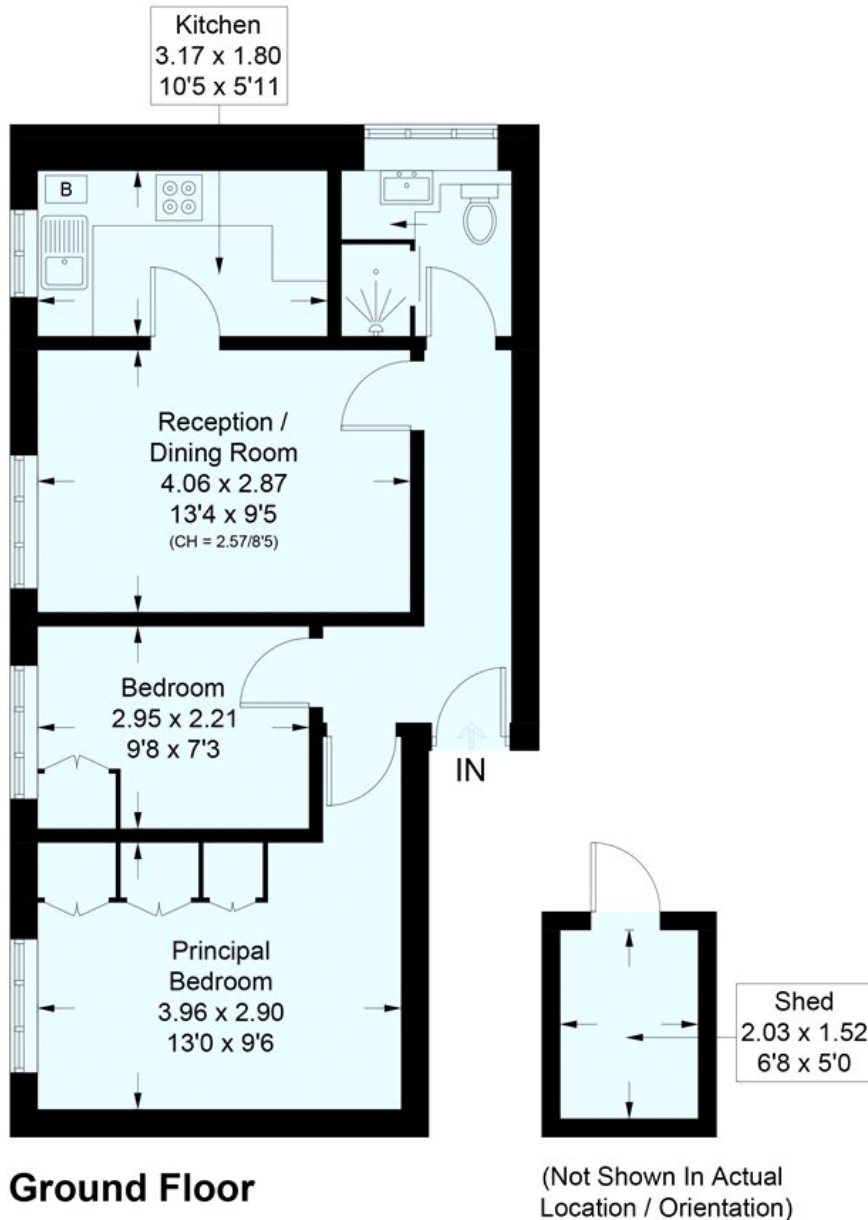 Kitchen
3.17 x 1.80
10'5 x 5'11
B
Reception /
Dining Room
4.06 x 2.87
13'4 x 9'5
(CH = 2.57/8'5)
Bedroom
2.95 x 2.21
9'8 x 7'3
IN
Principal
Bedroom
3.96 x 2.90
13'0 x 9'6
Shed
2.03 x 1.52
6'8 x 5'0
Ground Floor
(Not Shown In Actual
Location / Orientation)